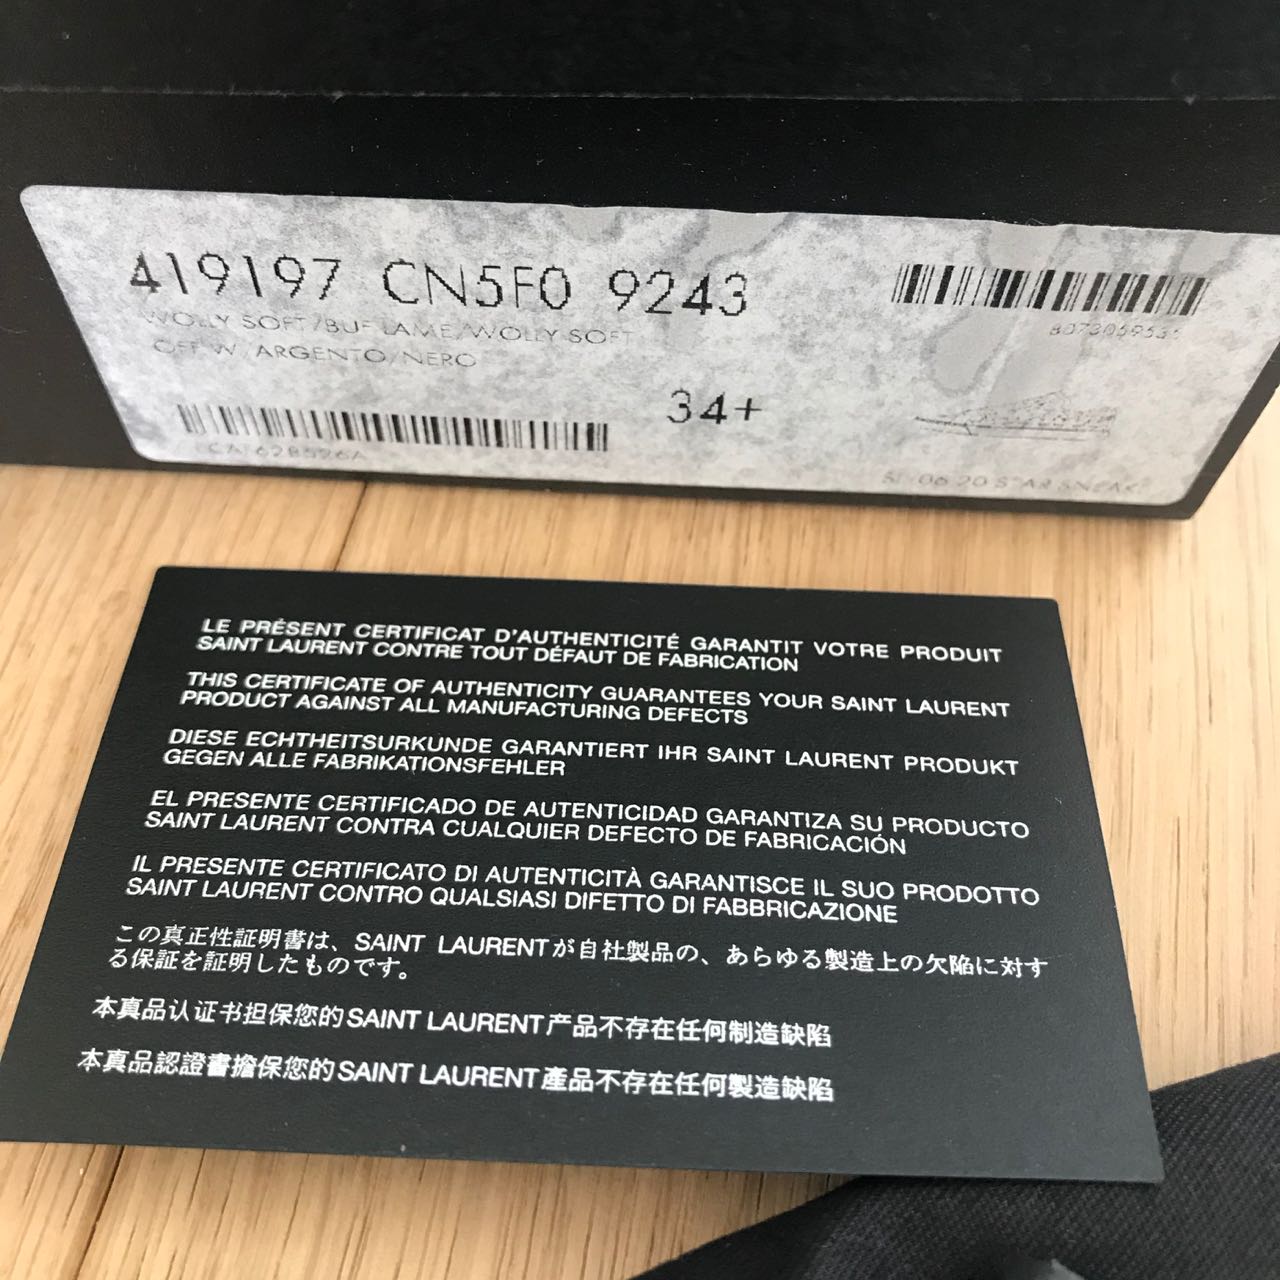 419197 CN5F0 9243
WOLLY SOFT/BUF LAME/WOLLY SOFT
OFF W/ARGENTO/NERO
34+
LE PRÉSENT CERTIFICAT D'AUTHENTICITÉ GARANTIT VOTRE PRODUIT
SAINT LAURENT CONTRE TOUT DÉFAUT DE FABRICATION
THIS CERTIFICATE OF AUTHENTICITY GUARANTEES YOUR SAINT LAURENT
PRODUCT AGAINST ALL MANUFACTURING DEFECTS
DIESE ECHTHEITSURKUNDE GARANTIERT IHR SAINT LAURENT PRODUKT
GEGEN ALLE FABRIKATIONSFEHLER
EL PRESENTE CERTIFICADO DE AUTENTICIDAD GARANTIZA SU PRODUCTO
SAINT LAURENT CONTRA CUALQUIER DEFECTO DE FABRICACIÓN
IL PRESENTE CERTIFICATO DI AUTENTICITÀ GARANTISCE IL SUO PRODOTTO
SAINT LAURENT CONTRO QUALSIASI DIFETTO DI FABBRICAZIONE
この真正性証明書は、SAINT LAURENTが自社製品の、あらゆる製造上の欠陥に対す
る保証を証明したものです。
本真品认证书担保您的SAINT LAURENT产品不存在任何制造缺陷
本真品認證書擔保您的SAINT LAURENT產品不存在任何製造缺陷